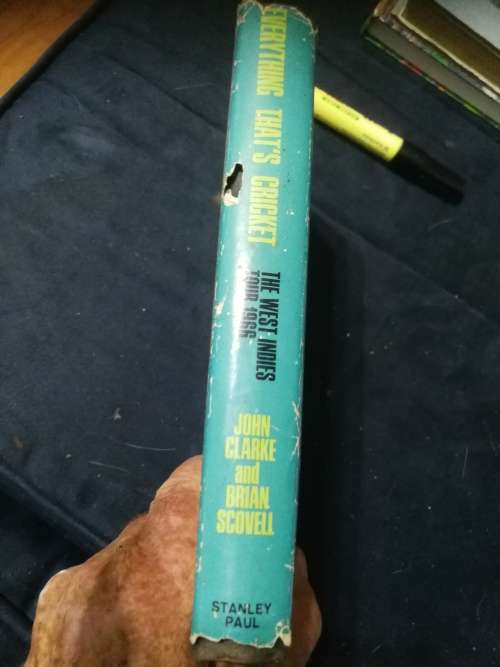 EVERYTHING THAT'S CRICKET
THE WEST INDIES
TOUR 1966
JOHN
CLARKE
and
BRIAN
SCOVELL
STANLEY
PAUL